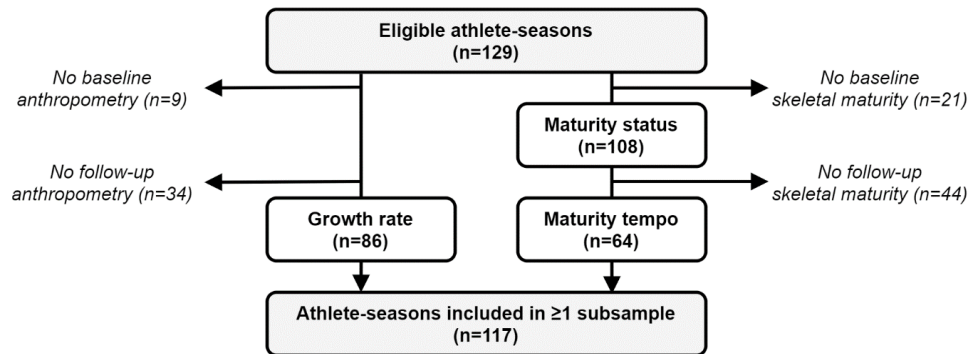 Eligible athlete-seasons
(n=129)
No baseline
anthropometry (n=9)
No baseline
skeletal maturity (n=21)
Maturity status
(n=108)
No follow-up
anthropometry (n=34)
No follow-up
skeletal maturity (n=44)
Growth rate
(n=86)
Maturity tempo
(n=64)
Athlete-seasons included in ≥1 subsample
(n=117)